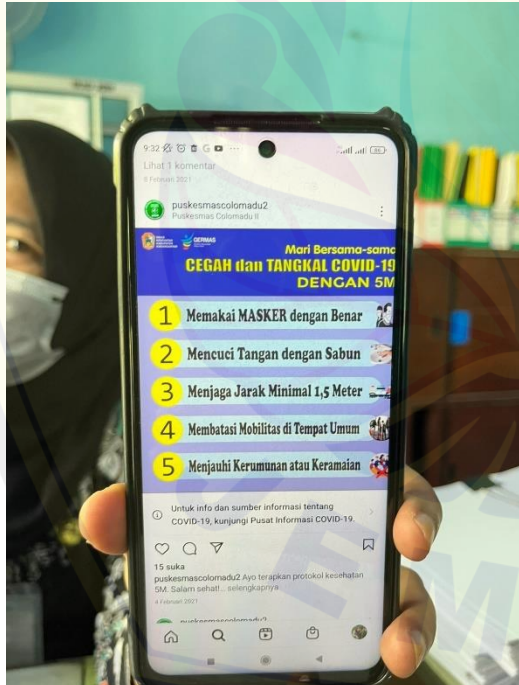 9:32
Lihat 1 komentar
3 Februari 2021
puskesmascolomadu2
Puskesmas Colomadu II
GERMAS
Mari Bersama-sama
CEGAH dan TANGKAL COVID-19
DENGAN 5M
1 Memakai MASKER dengan Benar
2 Mencuci Tangan dengan Sabun
3 Menjaga Jarak Minimal 1,5 Meter
4 Membatasi Mobilitas di Tempat Umum
5 Menjauhi Kerumunan atau Keramaian
Untuk info dan sumber informasi tentang
COVID-19, kunjungi Pusat Informasi COVID-19.
15 suka
puskesmascolomadu2 Ayo terapkan protokol kesehatan
5M. Salam sehat!... selengkapnya
4 Februari 2021
puskesmascolomadu2